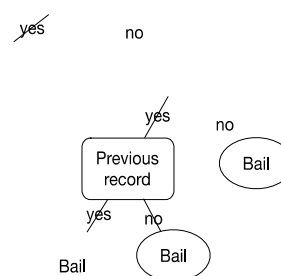 yes no
yes
no
Previous
record
Bail
yes no
Bail
Bail